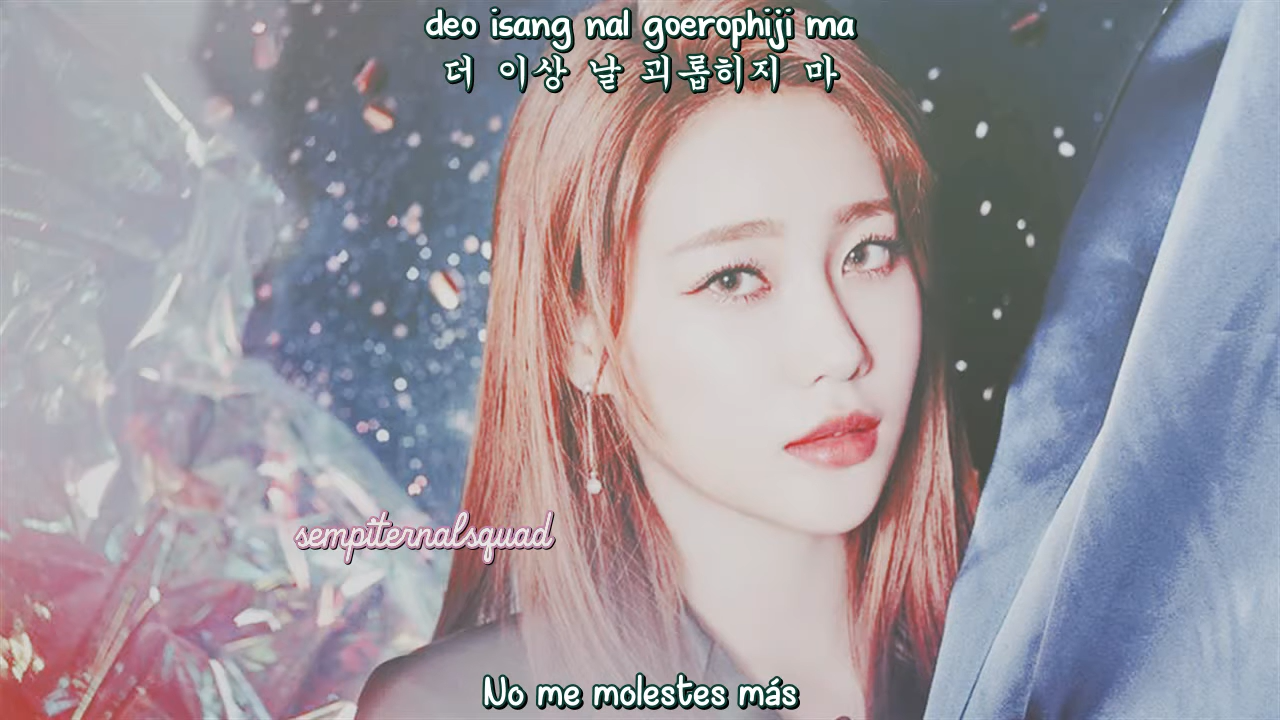 deo isang nal goerophiji ma
더 이상 날 괴롭히지 마
sempiternalsquad
No me molestes más